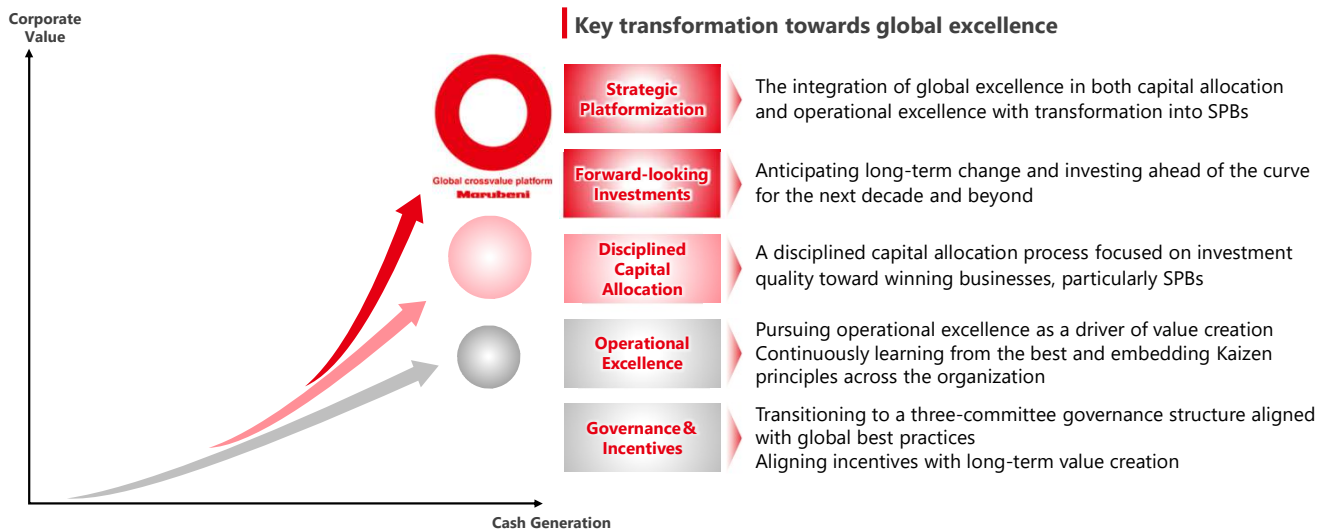 Corporate
Value
Key transformation towards global excellence
Global crossvalue platform
Marubeni
Strategic
Platformization
The integration of global excellence in both capital allocation
and operational excellence with transformation into SPBs
Forward-looking
Investments
Anticipating long-term change and investing ahead of the curve
for the next decade and beyond
Disciplined
Capital
Allocation
A disciplined capital allocation process focused on investment
quality toward winning businesses, particularly SPBs
Operational
Excellence
Pursuing operational excellence as a driver of value creation
Continuously learning from the best and embedding Kaizen
principles across the organization
Governance&
Incentives
Transitioning to a three-committee governance structure aligned
with global best practices
Aligning incentives with long-term value creation
Cash Generation